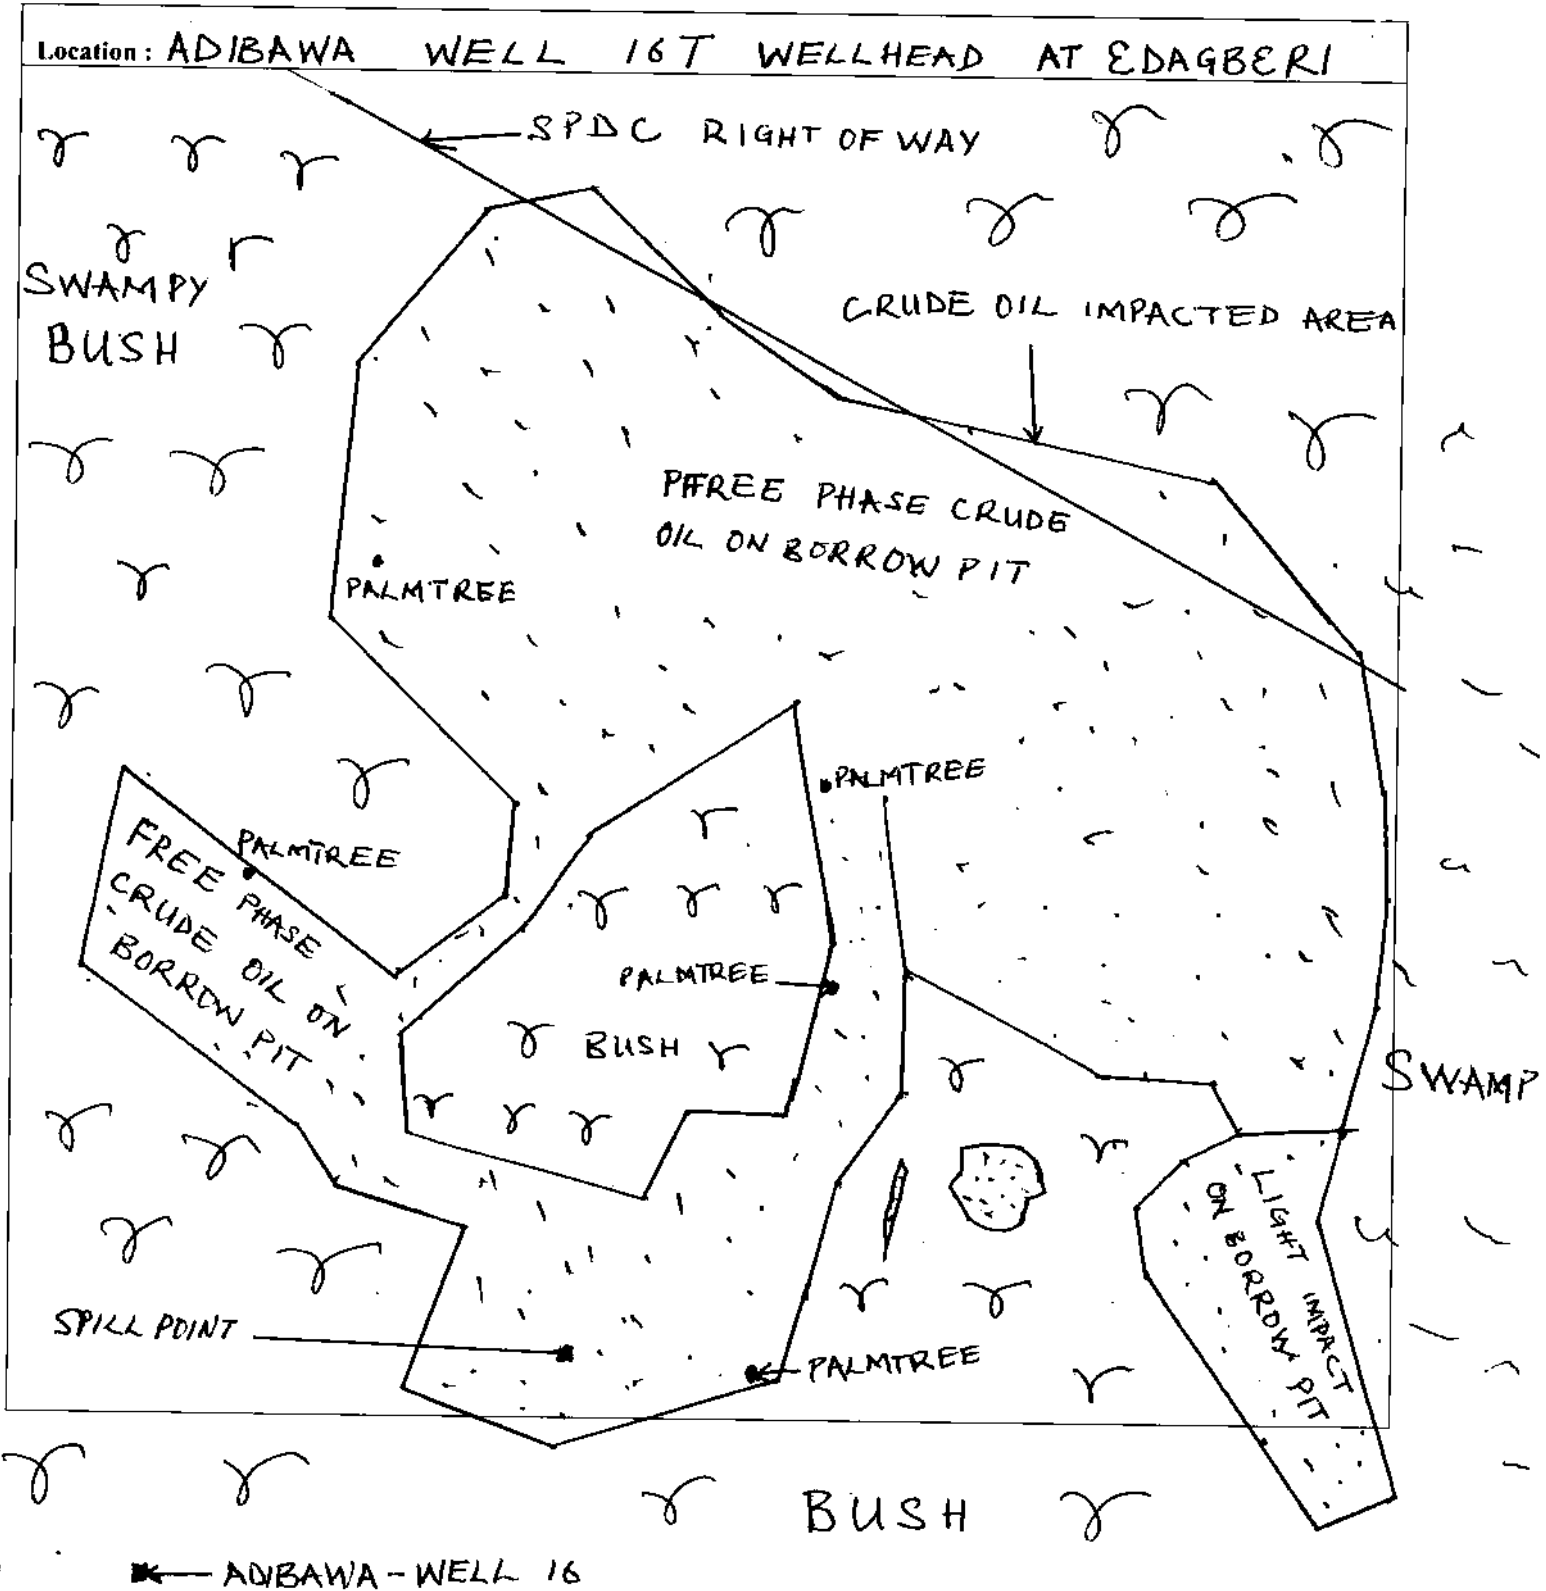 Location : ADIBAWA WELL 16T WELLHEAD AT EDAGBERI
SPDC RIGHT OF WAY
SWAMPY
BUSH
CRUDE OIL IMPACTED AREA
PFFREE PHASE CRUDE
OIL ON BORROW PIT
PALMTREE
PALMTREE
PALMTREE
FREE PHASE
CRUDE OIL ON
BORROW PIT
PALMTREE
BUSH
SWAMP
LIGHT IMPACT
ON BORROW PIT
SPILL POINT
PALMTREE
BUSH
ADIBAWA-WELL 16